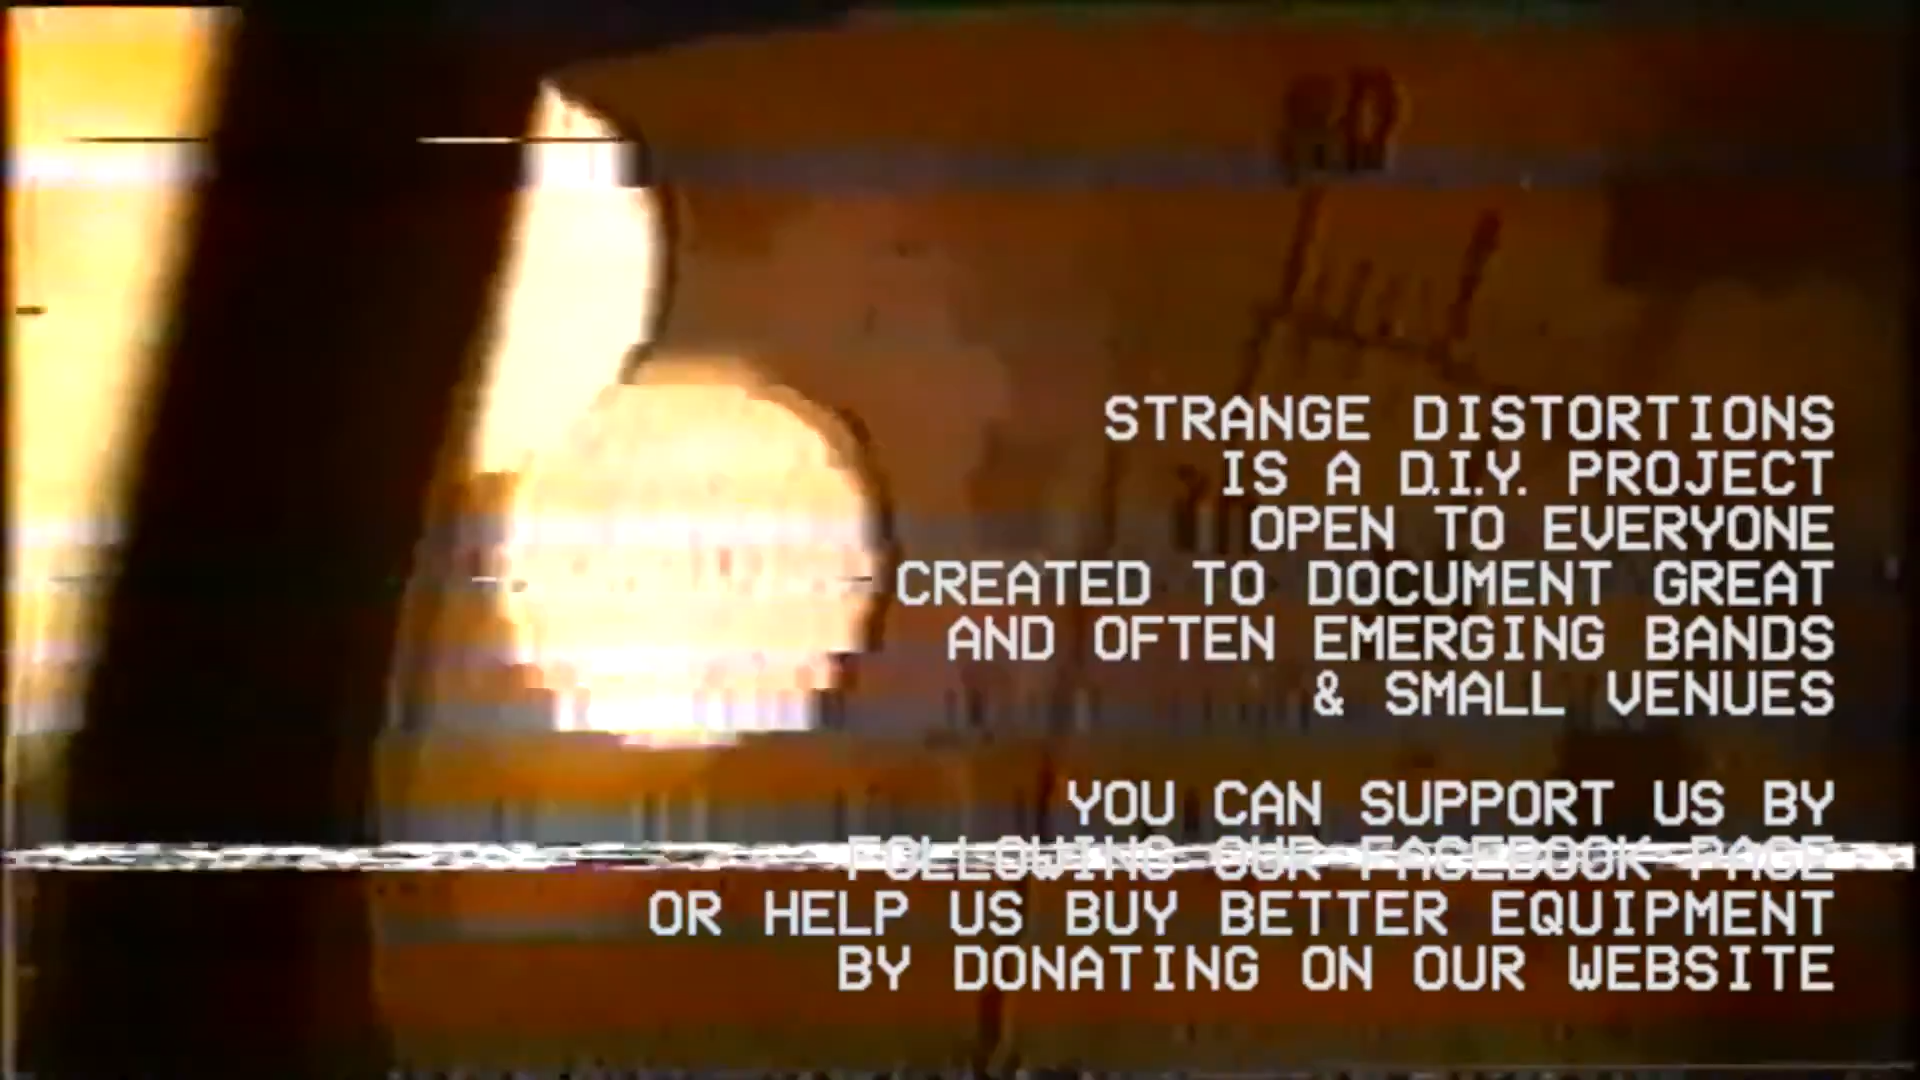 STRANGE DISTORTIONS
IS A D.I.Y. PROJECT
OPEN TO EVERYONE
CREATED TO DOCUMENT GREAT
AND OFTEN EMERGING BANDS
& SMALL VENUES
YOU CAN SUPPORT US BY
FOLLOWING OUR FACEBOOK PAGE
OR HELP US BUY BETTER EQUIPMENT
BY DONATING ON OUR WEBSITE